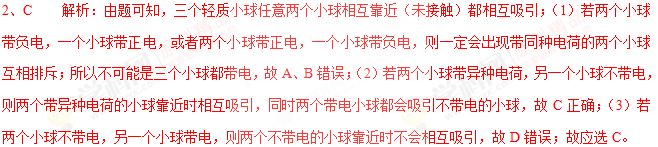 2、C 解析：由题可知，三个轻质小球任意两个小球相互靠近（未接触）都相互吸引；（1）若两个小球
带负电，一个小球带正电，或者两个小球带正电，一个小球带负电，则一定会出现带同种电荷的两个小球
互相排斥；所以不可能是三个小球都带电，故 A、B 错误；（2）若两个小球带异种电荷，另一个小球不带电，
则两个带异种电荷的小球靠近时相互吸引，同时两个带电小球都会吸引不带电的小球，故 C 正确；（3）若
两个小球不带电，另一个小球带电，则两个不带电的小球靠近时不会相互吸引，故 D 错误；故应选 C。